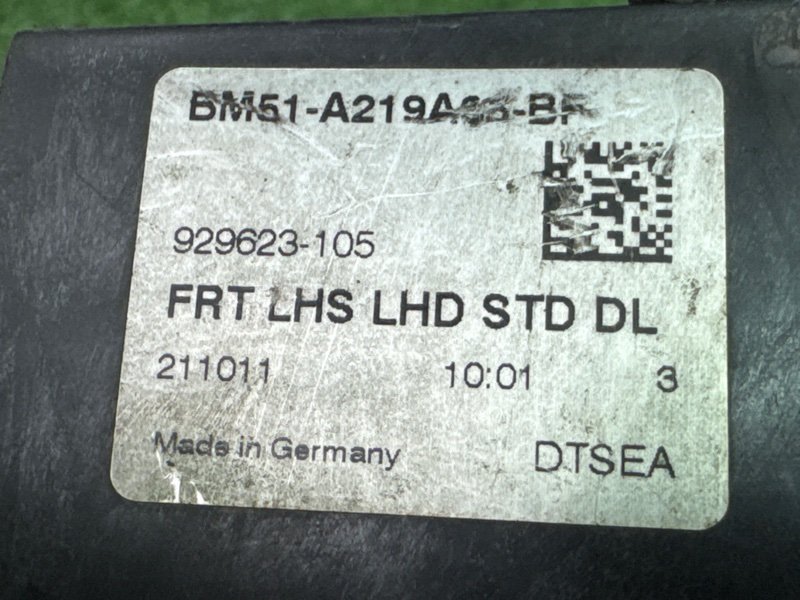 929623-105
FRT LHS LHD STD DL
211011 10:01 3
Made in Germany DTSEA